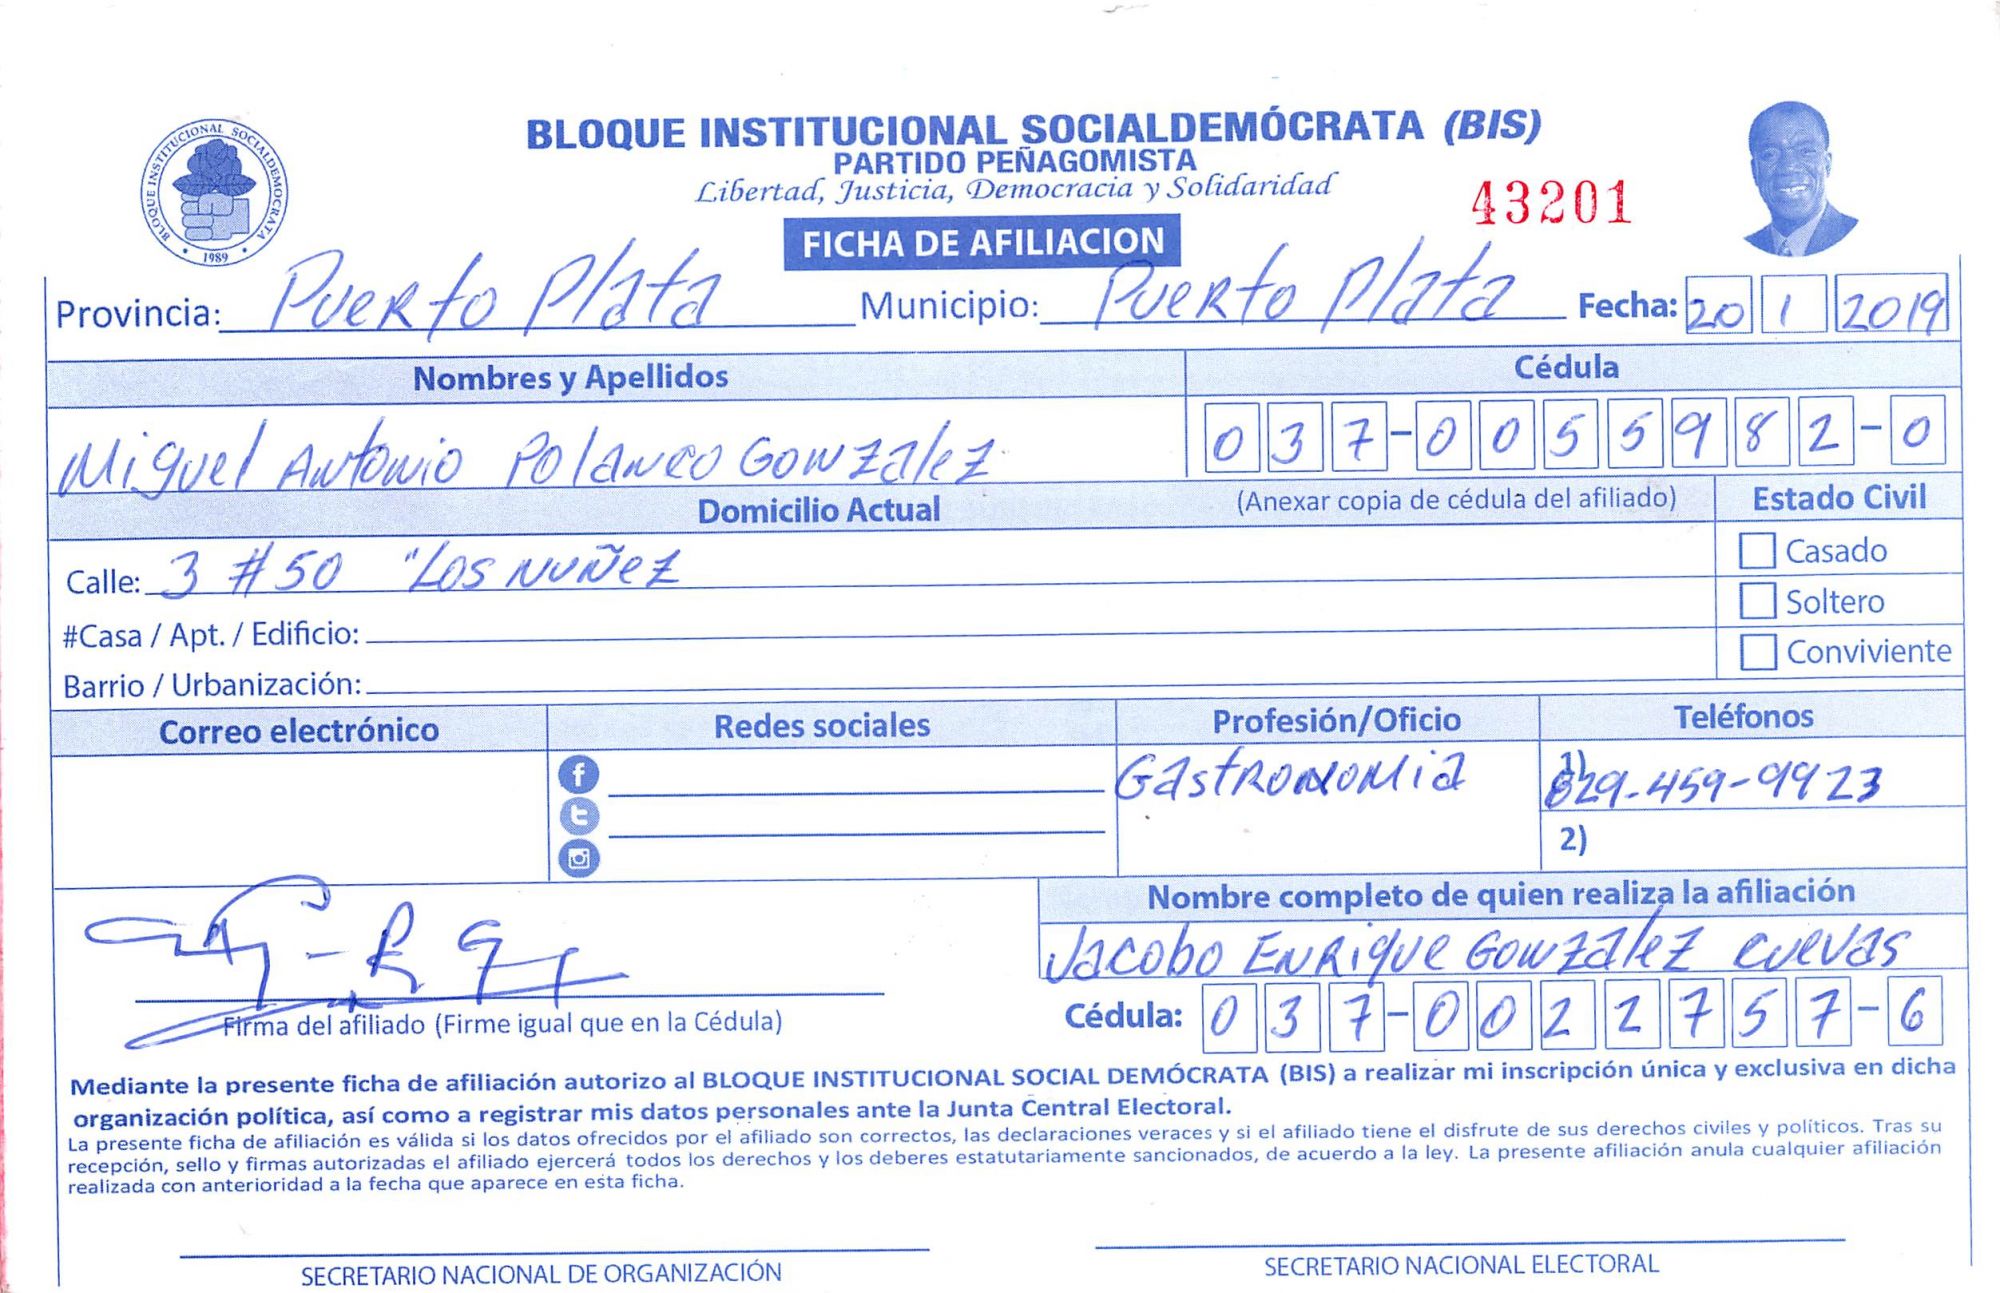 BLOQUE INSTITUCIONAL SOCIALDEMOCRATA
1989
BLOQUE INSTITUCIONAL SOCIALDEMÓCRATA (BIS)
PARTIDO PEÑAGOMISTA
Libertad, Justicia, Democracia y Solidaridad
43201
FICHA DE AFILIACION
Provincia: Puerto Plata Municipio: Puerto Plata Fecha: 20 1 2019
Nombres y Apellidos Cédula
Miguel Antonio Polanco Gonzalez 037-0055982-0
Domicilio Actual (Anexar copia de cédula del afiliado) Estado Civil
Calle: 3 #50 "Los Nuñez Casado
#Casa / Apt. / Edificio: Soltero
Barrio / Urbanización: Conviviente
Correo electrónico Redes sociales Profesión/Oficio Teléfonos
Gastronomia 1) 829-459-9923
2)
Nombre completo de quien realiza la afiliación
Jacobo Enrique Gonzalez Cuevas
Firma del afiliado (Firme igual que en la Cédula) Cédula: 037-0022757-6
Mediante la presente ficha de afiliación autorizo al BLOQUE INSTITUCIONAL SOCIAL DEMÓCRATA (BIS) a realizar mi inscripción única y exclusiva en dicha
organización política, así como a registrar mis datos personales ante la Junta Central Electoral.
La presente ficha de afiliación es válida si los datos ofrecidos por el afiliado son correctos, las declaraciones veraces y si el afiliado tiene el disfrute de sus derechos civiles y políticos. Tras su
recepción, sello y firmas autorizadas el afiliado ejercerá todos los derechos y los deberes estatutariamente sancionados, de acuerdo a la ley. La presente afiliación anula cualquier afiliación
realizada con anterioridad a la fecha que aparece en esta ficha.
SECRETARIO NACIONAL DE ORGANIZACIÓN SECRETARIO NACIONAL ELECTORAL